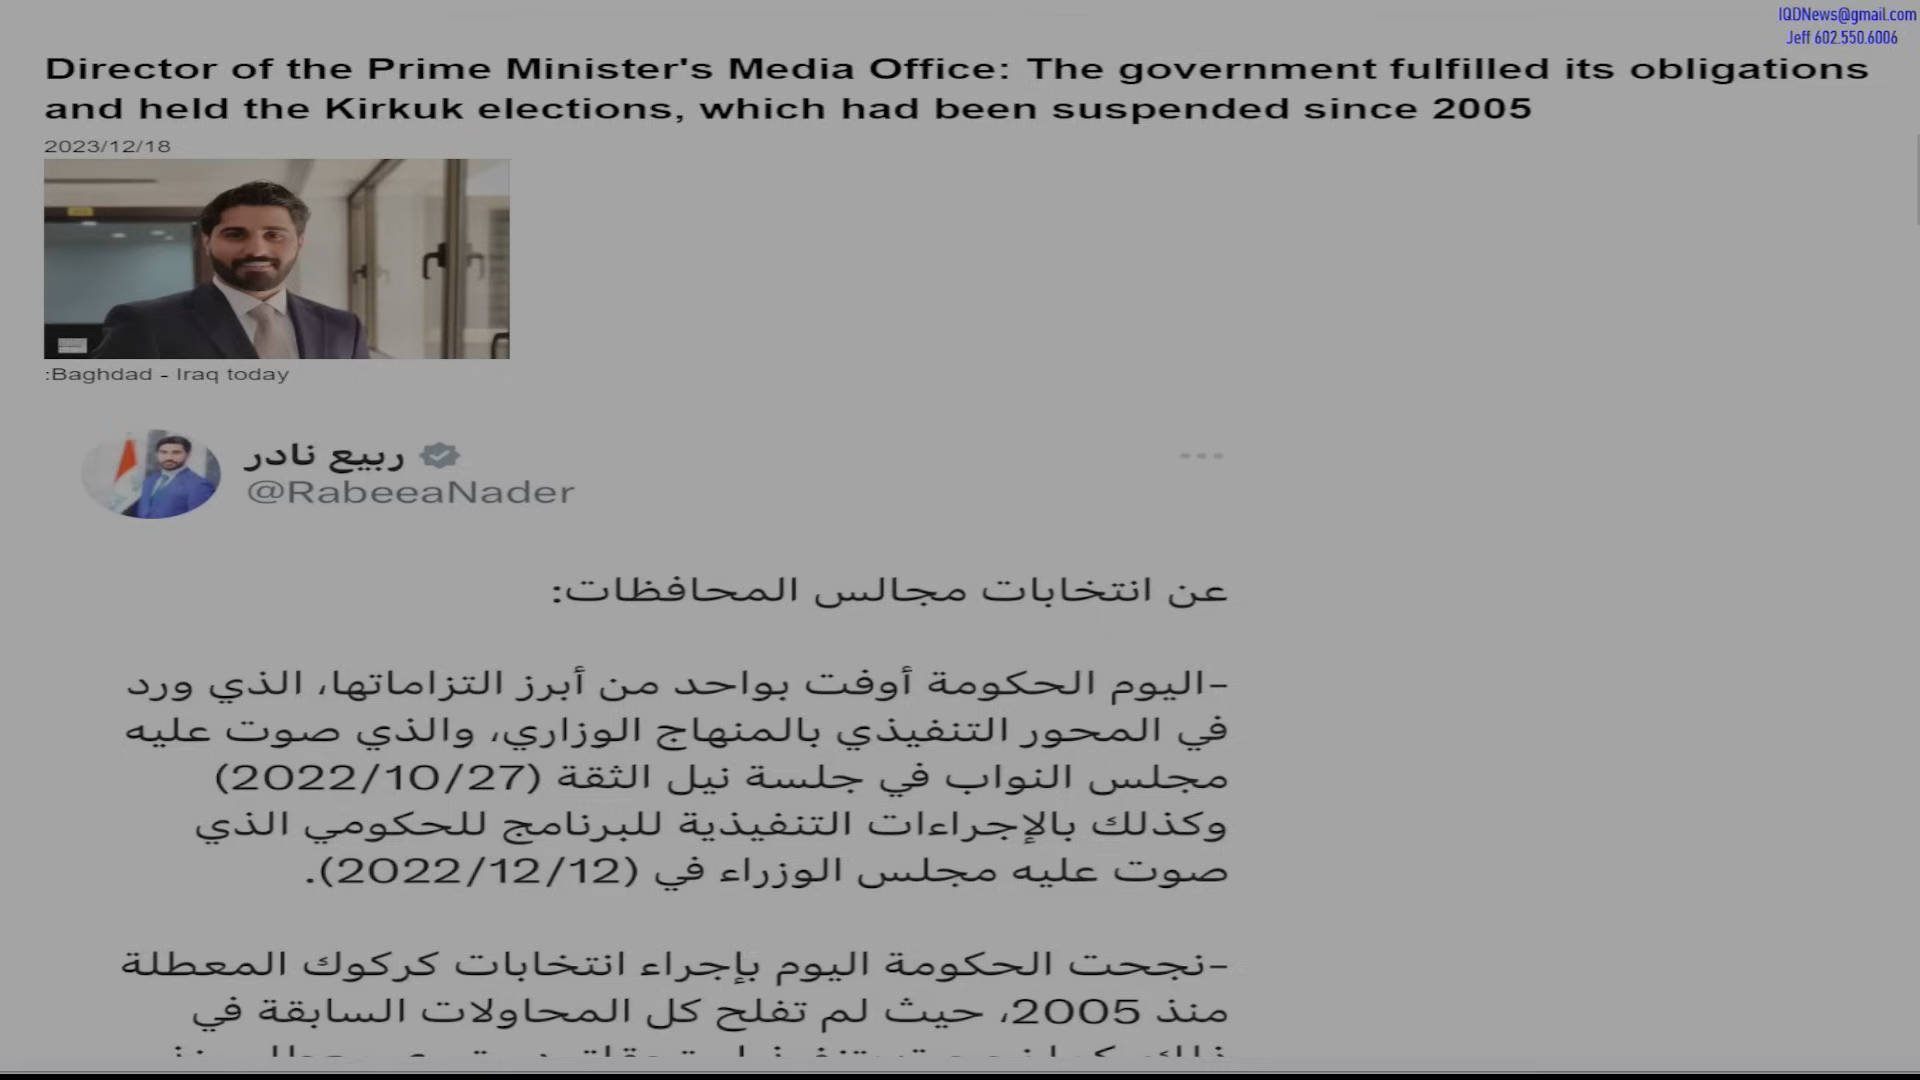 IQDNews@gmail.com
Jeff 602.550.6006
Director of the Prime Minister's Media Office: The government fulfilled its obligations
and held the Kirkuk elections, which had been suspended since 2005
2023/12/18
:Baghdad - Iraq today
ربيع نادر
@RabeeaNader
عن انتخابات مجالس المحافظات:
-اليوم الحكومة أوفت بواحد من أبرز التزاماتها، الذي ورد
في المحور التنفيذي بالمنهاج الوزاري، والذي صوت عليه
مجلس النواب في جلسة نيل الثقة (2022/10/27)
وكذلك بالإجراءات التنفيذية للبرنامج للحكومي الذي
صوت عليه مجلس الوزراء في (2022/12/12).
-نجحت الحكومة اليوم بإجراء انتخابات كركوك المعطلة
منذ 2005، حيث لم تفلح كل المحاولات السابقة في